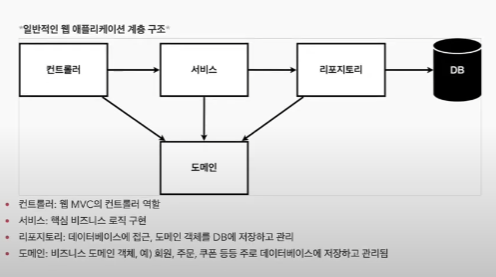 "일반적인 웹 애플리케이션 계층 구조"
컨트롤러
서비스
리포지토리
DB
도메인
• 컨트롤러: 웹 MVC의 컨트롤러 역할
• 서비스: 핵심 비즈니스 로직 구현
• 리포지토리: 데이터베이스에 접근, 도메인 객체를 DB에 저장하고 관리
• 도메인: 비즈니스 도메인 객체, 예) 회원, 주문, 쿠폰 등등 주로 데이터베이스에 저장하고 관리됨